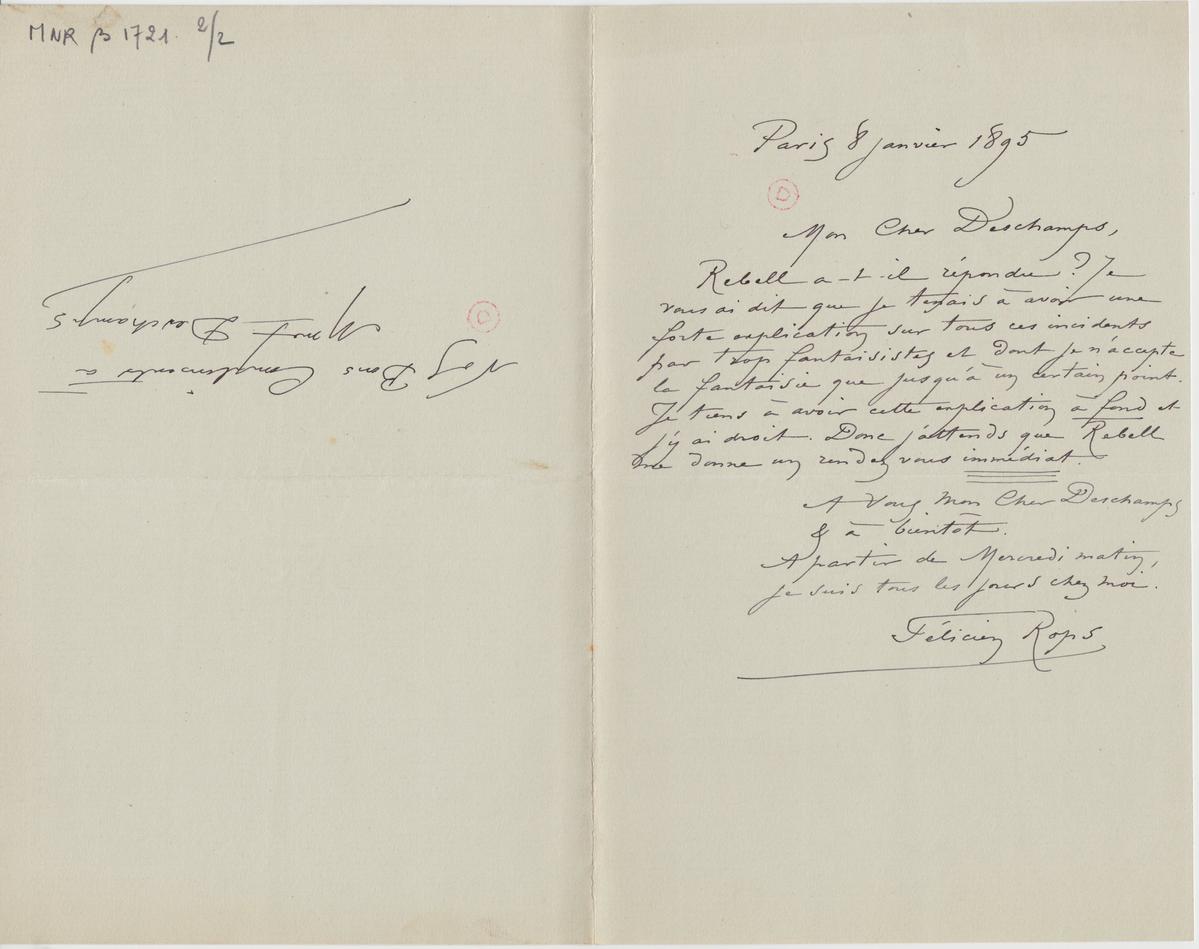 MNR β 1721. 2/2
Nos Bons Compliments à
Mme Deschamps
Paris 8 janvier 1895
D
Mon Cher Deschamps,
Rebell a-t-il répondu ? Je
vous ai dit que je tenais à avoir une
forte explication sur tous ces incidents
par trop fantaisistes et dont je n'accepte
la fantaisie que jusqu'à un certain point.
Je tiens à avoir cette explication à fond et
j'y ai droit. Donc j'attends que Rebell
me donne un rendez vous immédiat.
A Vous Mon Cher Deschamps
& à bientôt.
A partir de Mercredi matin,
je suis tous les jours chez moi.
Félicien Rops